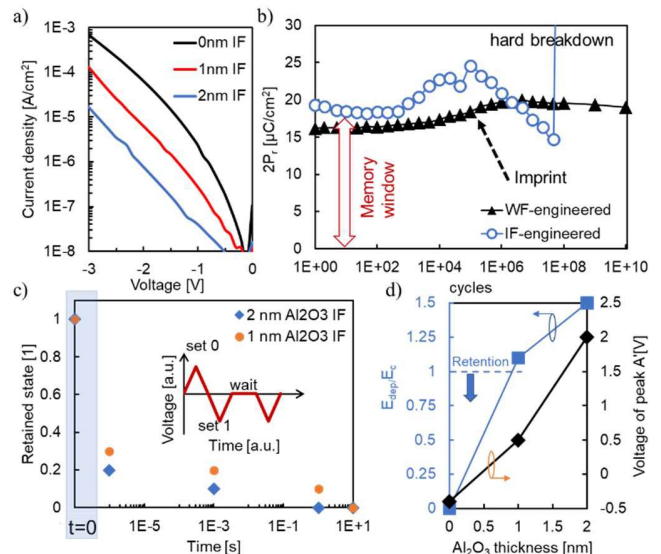 a)
1E-3
1E-4
1E-5
1E-6
1E-7
1E-8
Current density [A/cm²]
0nm IF
1nm IF
2nm IF
-3
-2
-1
0
Voltage [V]
b)
30
25
20
15
10
5
0
2Pr [µC/cm²]
hard breakdown
Memory
window
Imprint
WF-engineered
IF-engineered
1E+00
1E+02
1E+04
1E+06
1E+08
1E+10
cycles
c)
1
0.8
0.6
0.4
0.2
0
Retained state [1]
2 nm Al2O3 IF
1 nm Al2O3 IF
Voltage [a.u.]
set 0
wait
set 1
Time [a.u.]
t=0
1E-5
1E-3
1E-1
1E+1
Time [s]
d)
1.5
1.25
1
0.75
0.5
0.25
0
Edep/Ec
Retention
2.5
2
1.5
1
0.5
0
-0.5
Voltage of peak A'[V]
0
0.5
1
1.5
2
Al₂O₃ thickness [nm]